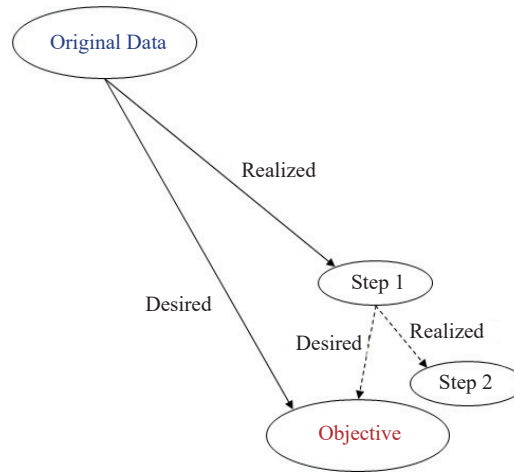 Original Data
Realized
Step 1
Desired
Desired
Realized
Step 2
Objective